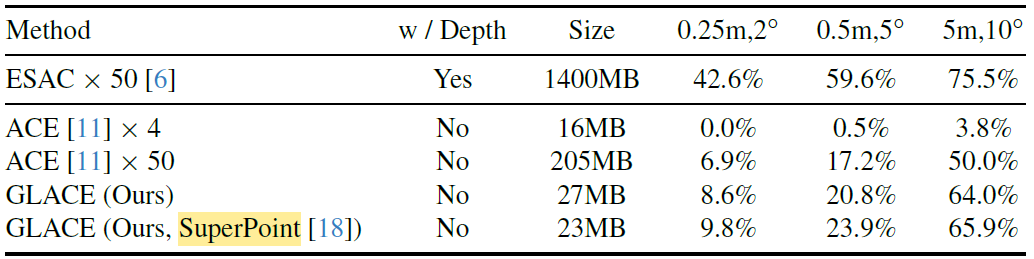 Method w / Depth Size 0.25m,2° 0.5m,5° 5m,10°
ESAC × 50 [6] Yes 1400MB 42.6% 59.6% 75.5%
ACE [11] × 4 No 16MB 0.0% 0.5% 3.8%
ACE [11] × 50 No 205MB 6.9% 17.2% 50.0%
GLACE (Ours) No 27MB 8.6% 20.8% 64.0%
GLACE (Ours, SuperPoint [18]) No 23MB 9.8% 23.9% 65.9%